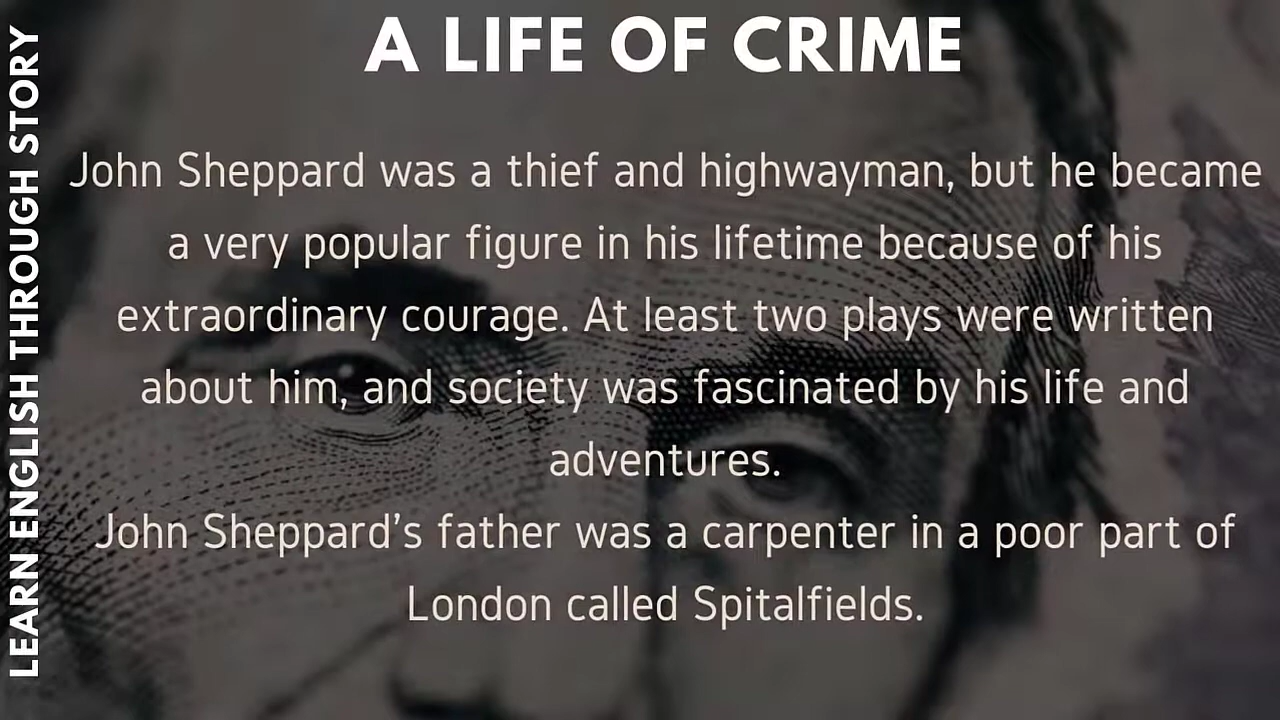 A LIFE OF CRIME
LEARN ENGLISH THROUGH STORY
John Sheppard was a thief and highwayman, but he became
a very popular figure in his lifetime because of his
extraordinary courage. At least two plays were written
about him, and society was fascinated by his life and
adventures.
John Sheppard’s father was a carpenter in a poor part of
London called Spitalfields.